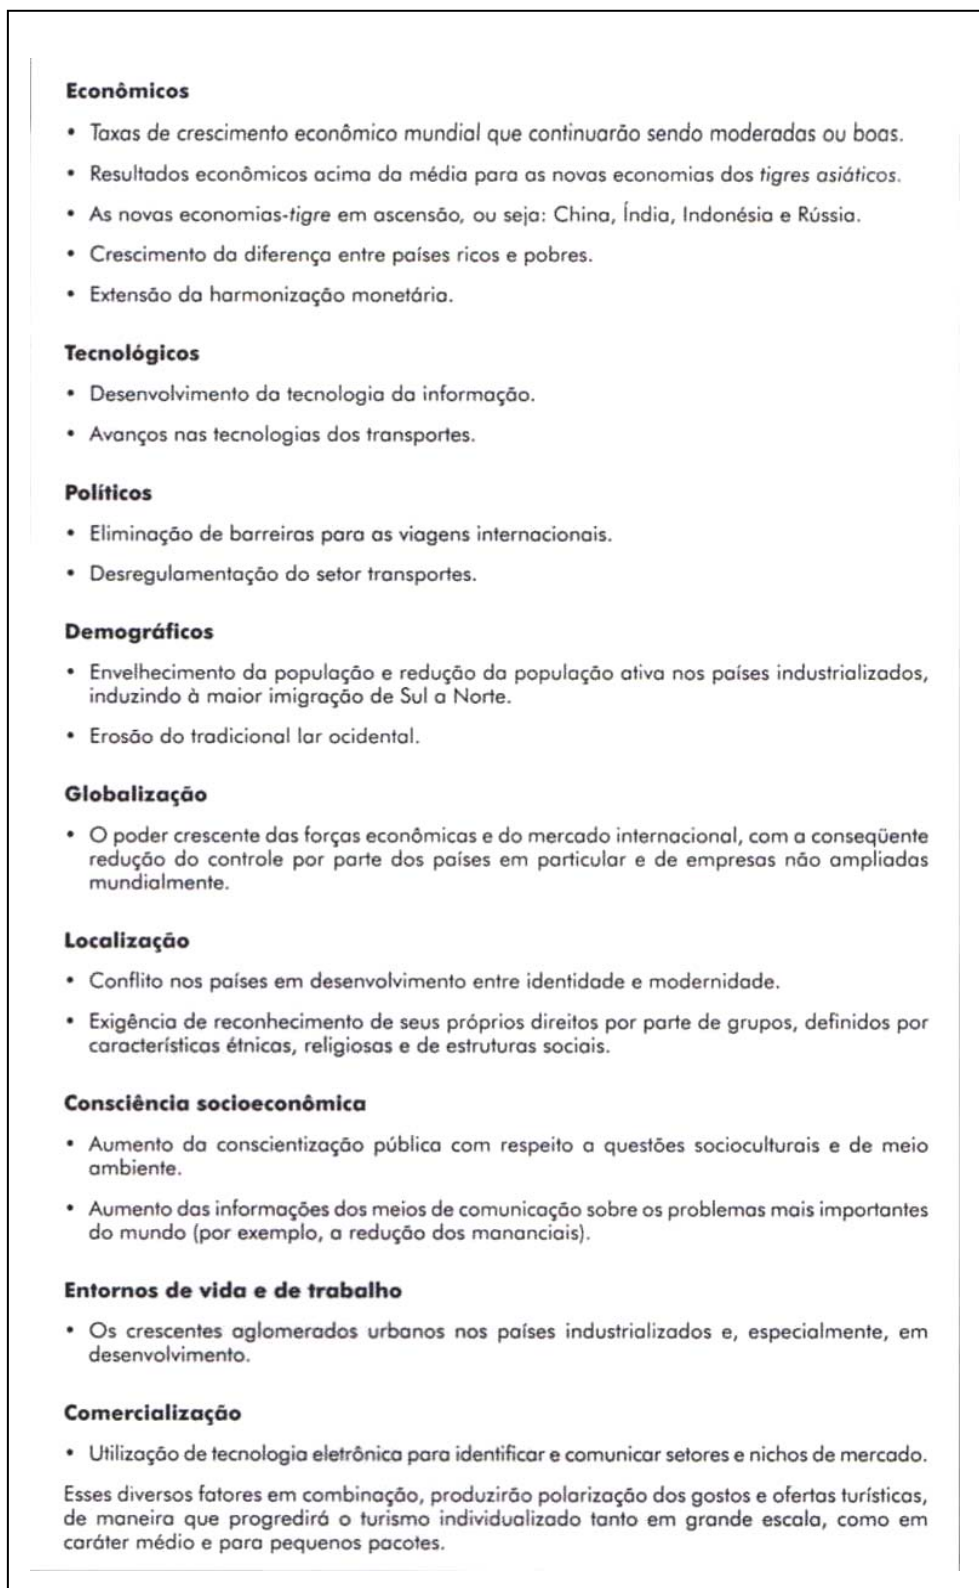 Econômicos
• Taxas de crescimento econômico mundial que continuarão sendo moderadas ou boas.
• Resultados econômicos acima da média para as novas economias dos tigres asiáticos.
• As novas economias-tigre em ascensão, ou seja: China, Índia, Indonésia e Rússia.
• Crescimento da diferença entre países ricos e pobres.
• Extensão da harmonização monetária.
Tecnológicos
• Desenvolvimento da tecnologia da informação.
• Avanços nas tecnologias dos transportes.
Políticos
• Eliminação de barreiras para as viagens internacionais.
• Desregulamentação do setor transportes.
Demográficos
• Envelhecimento da população e redução da população ativa nos países industrializados,
induzindo à maior imigração de Sul a Norte.
• Erosão do tradicional lar ocidental.
Globalização
• O poder crescente das forças econômicas e do mercado internacional, com a conseqüente
redução do controle por parte dos países em particular e de empresas não ampliadas
mundialmente.
Localização
• Conflito nos países em desenvolvimento entre identidade e modernidade.
• Exigência de reconhecimento de seus próprios direitos por parte de grupos, definidos por
características étnicas, religiosas e de estruturas sociais.
Consciência socioeconômica
• Aumento da conscientização pública com respeito a questões socioculturais e de meio
ambiente.
• Aumento das informações dos meios de comunicação sobre os problemas mais importantes
do mundo (por exemplo, a redução dos mananciais).
Entornos de vida e de trabalho
• Os crescentes aglomerados urbanos nos países industrializados e, especialmente, em
desenvolvimento.
Comercialização
• Utilização de tecnologia eletrônica para identificar e comunicar setores e nichos de mercado.
Esses diversos fatores em combinação, produzirão polarização dos gostos e ofertas turísticas,
de maneira que progredirá o turismo individualizado tanto em grande escala, como em
caráter médio e para pequenos pacotes.